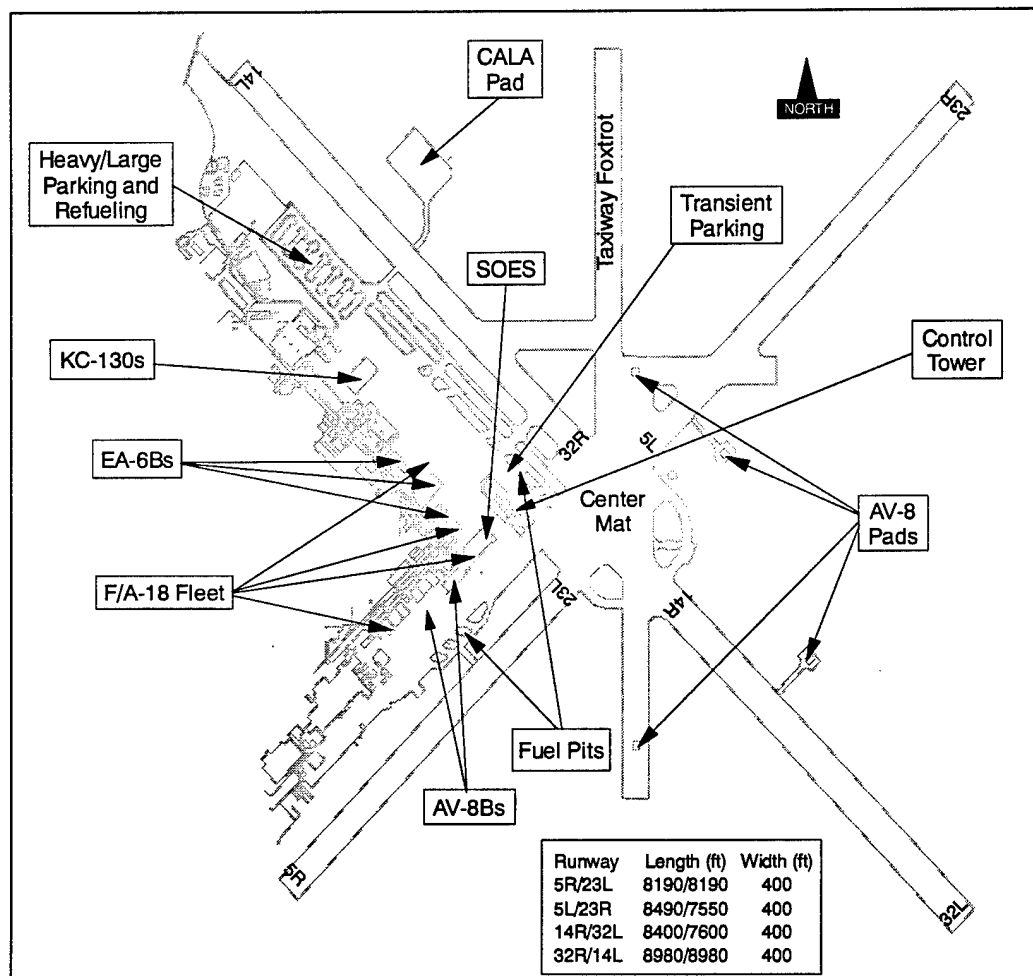 CALA
Pad
14L
NORTH
23R
Heavy/Large
Parking and
Refueling
Taxiway Foxtrot
Transient
Parking
SOES
Control
Tower
KC-130s
32R
5L
EA-6Bs
Center
Mat
AV-8
Pads
F/A-18 Fleet
23L
14R
Fuel Pits
AV-8Bs
5R
32L
Runway Length (ft) Width (ft)
5R/23L 8190/8190 400
5L/23R 8490/7550 400
14R/32L 8400/7600 400
32R/14L 8980/8980 400